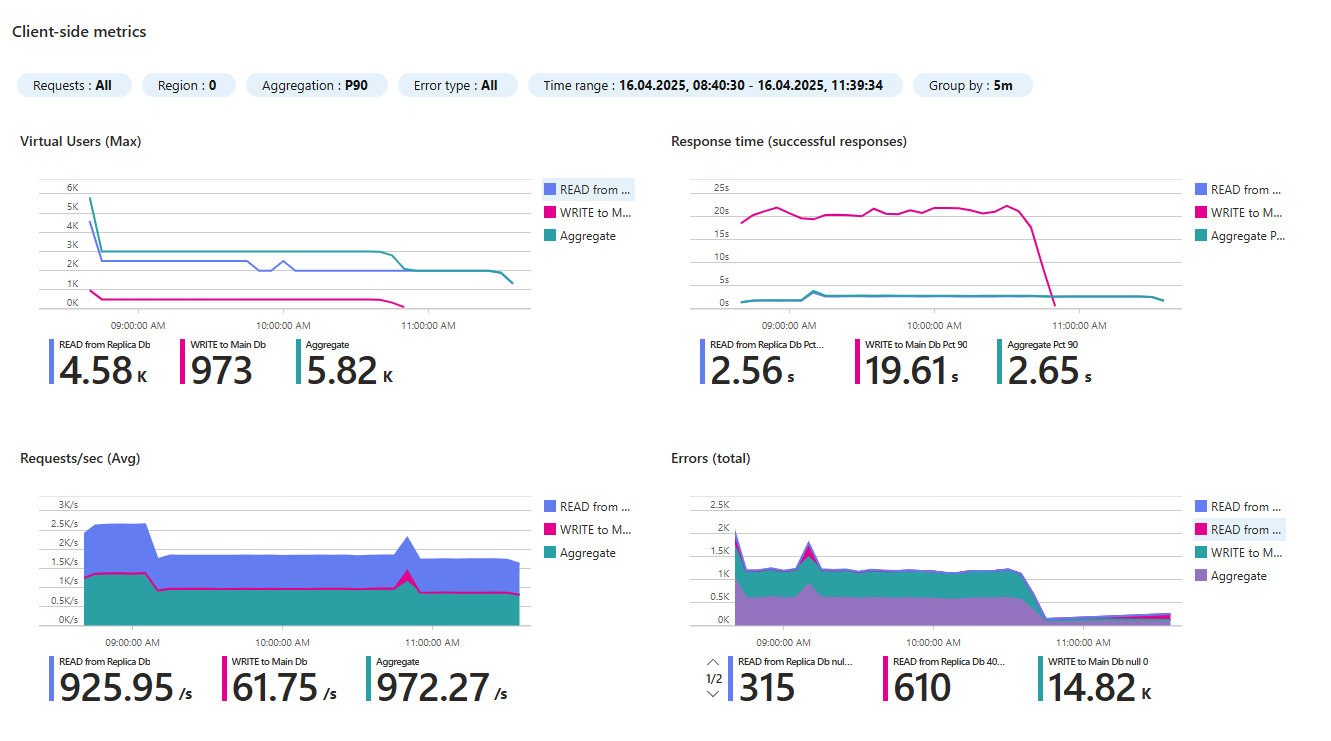 Client-side metrics
Requests : All
Region : 0
Aggregation : P90
Error type : All
Time range : 16.04.2025, 08:40:30 - 16.04.2025, 11:39:34
Group by : 5m
Virtual Users (Max)
6K
5K
4K
3K
2K
1K
0K
09:00:00 AM
10:00:00 AM
11:00:00 AM
READ from ...
WRITE to M...
Aggregate
READ from Replica Db
4.58 K
WRITE to Main Db
973
Aggregate
5.82 K
Response time (successful responses)
25s
20s
15s
10s
5s
0s
09:00:00 AM
10:00:00 AM
11:00:00 AM
READ from ...
WRITE to M...
Aggregate P...
READ from Replica Db Pct...
2.56 s
WRITE to Main Db Pct 90
19.61 s
Aggregate Pct 90
2.65 s
Requests/sec (Avg)
3K/s
2.5K/s
2K/s
1.5K/s
1K/s
0.5K/s
0K/s
09:00:00 AM
10:00:00 AM
11:00:00 AM
READ from ...
WRITE to M...
Aggregate
READ from Replica Db
925.95 /s
WRITE to Main Db
61.75 /s
Aggregate
972.27 /s
Errors (total)
2.5K
2K
1.5K
1K
0.5K
0K
09:00:00 AM
10:00:00 AM
11:00:00 AM
READ from ...
READ from ...
WRITE to M...
Aggregate
1/2
READ from Replica Db nul...
315
READ from Replica Db 40...
610
WRITE to Main Db null 0
14.82 K